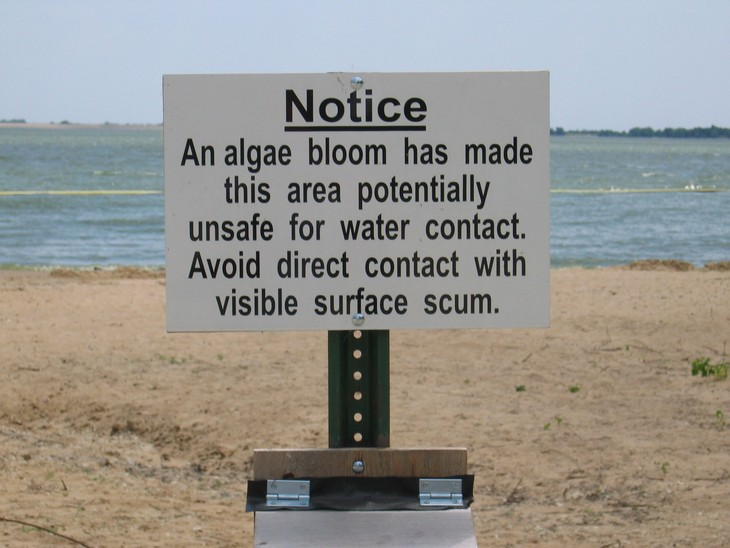 Notice
An algae bloom has made
this area potentially
unsafe for water contact.
Avoid direct contact with
visible surface scum.